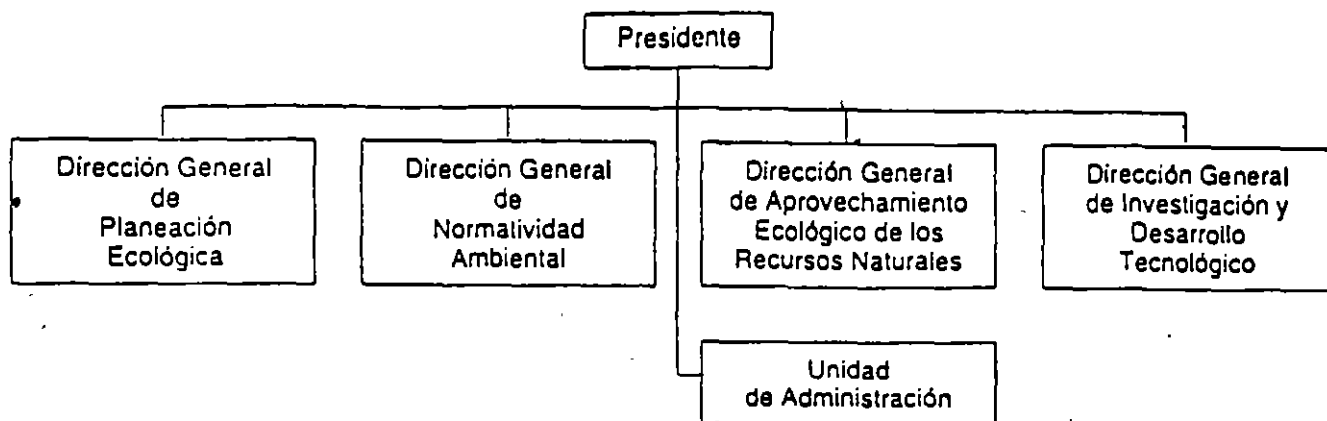 Presidente
Dirección General
de
Planeación
Ecológica
Dirección General
de
Normatividad
Ambiental
Dirección General
de Aprovechamiento
Ecológico de los
Recursos Naturales
Dirección General
de Investigación y
Desarrollo
Tecnológico
Unidad
de Administración